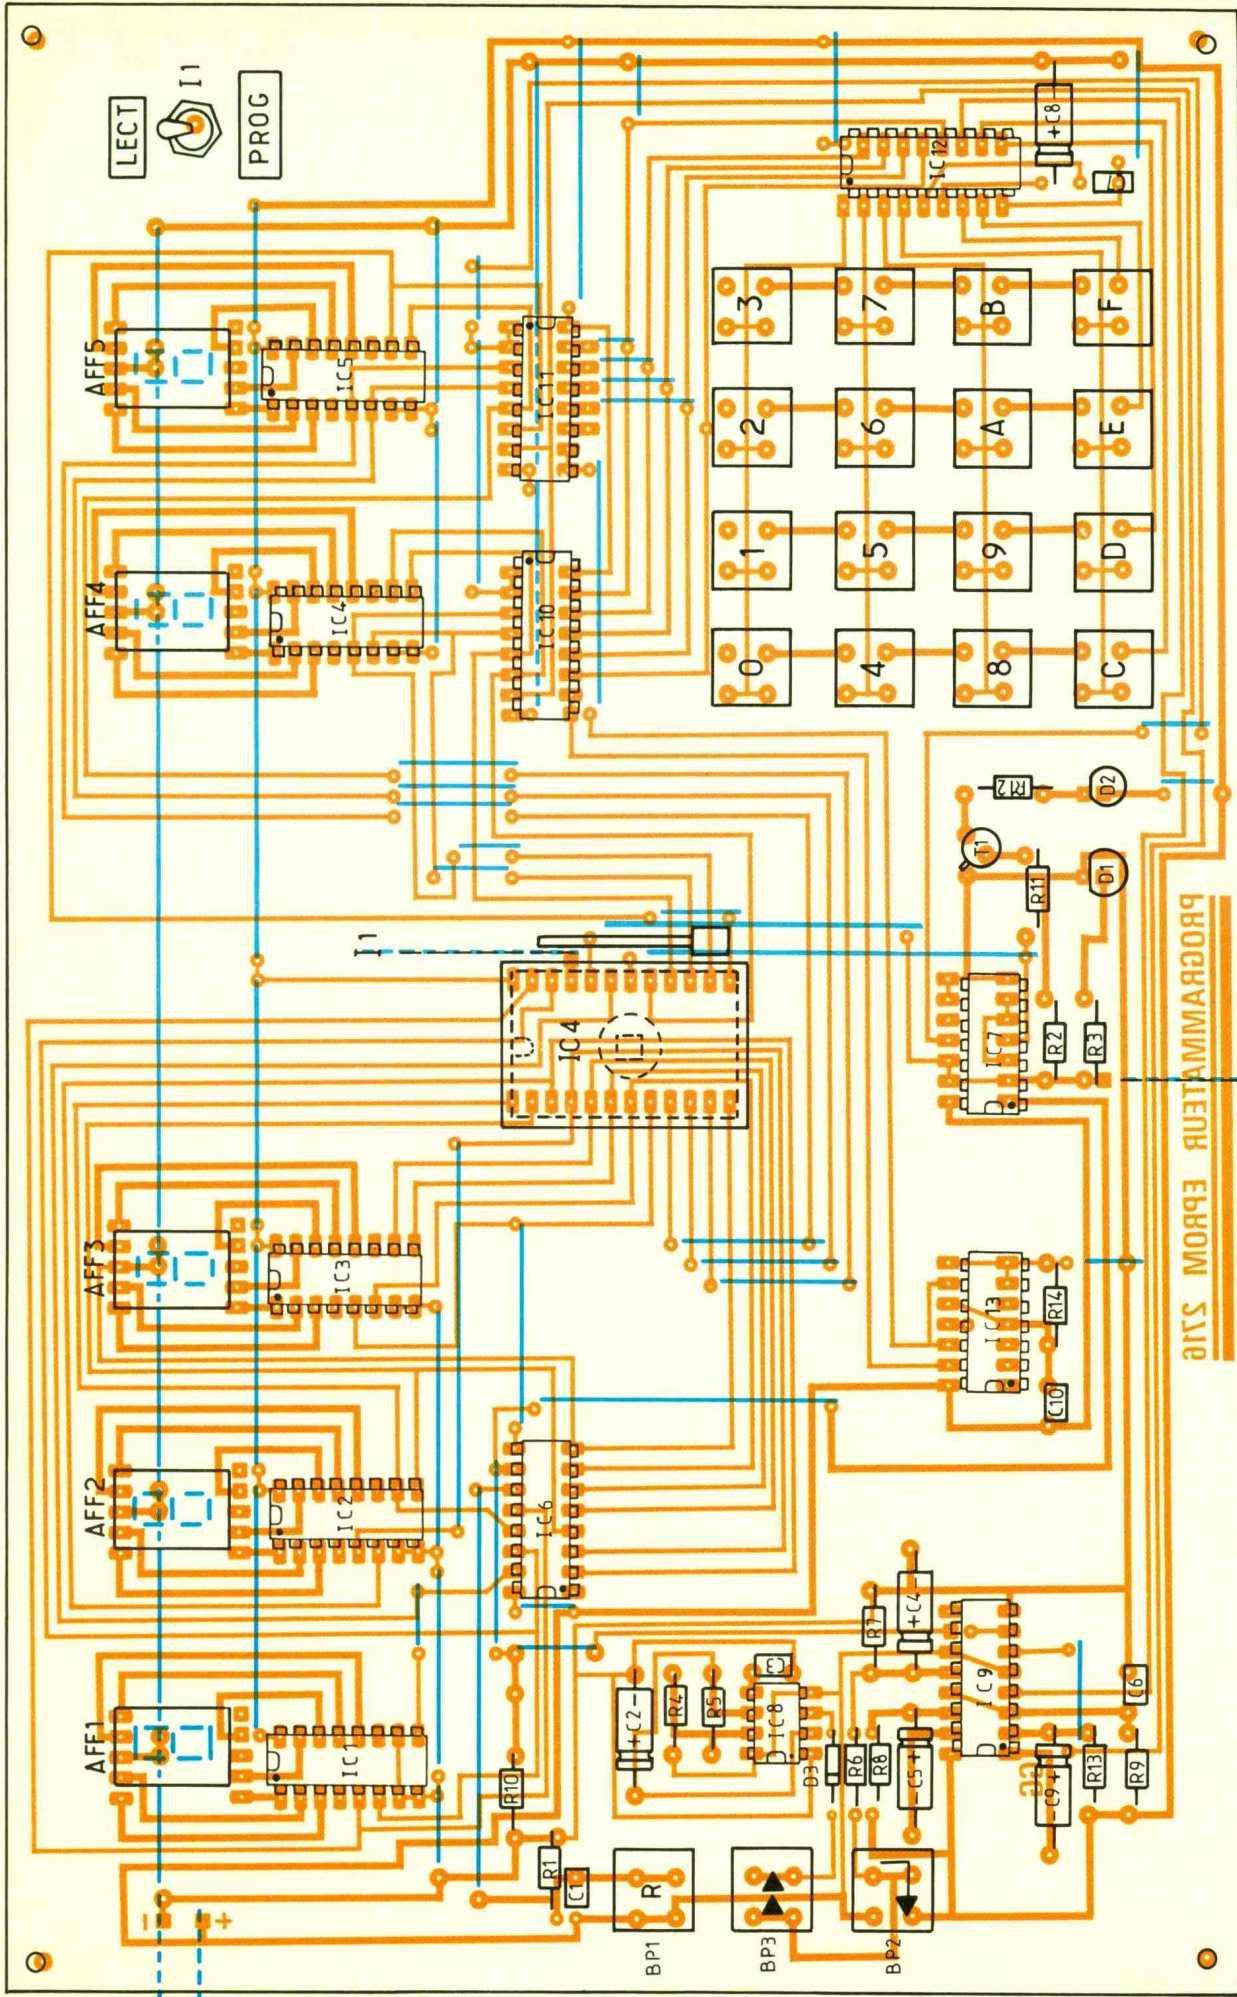 LECT
I1
PROG
AFF1
AFF2
AFF3
AFF4
AFF5
IC1
IC2
IC3
IC4
IC5
I1
IC6
IC4
IC10
IC11
IC12
+C8
R10
R1
C1
R
BP1
BP3
BP2
+C2-
R4
R5
IC8
D3
R6
R8
R7
+C4-
-C5+
IC9
-C9+
R13
R9
C6
IC13
R14
C10
IC7
R2
R3
R11
T1
R12
D1
D2
0 1 2 3
4 5 6 7
8 9 A B
C D E F
- +
PROGRAMMATEUR EPROM 2716